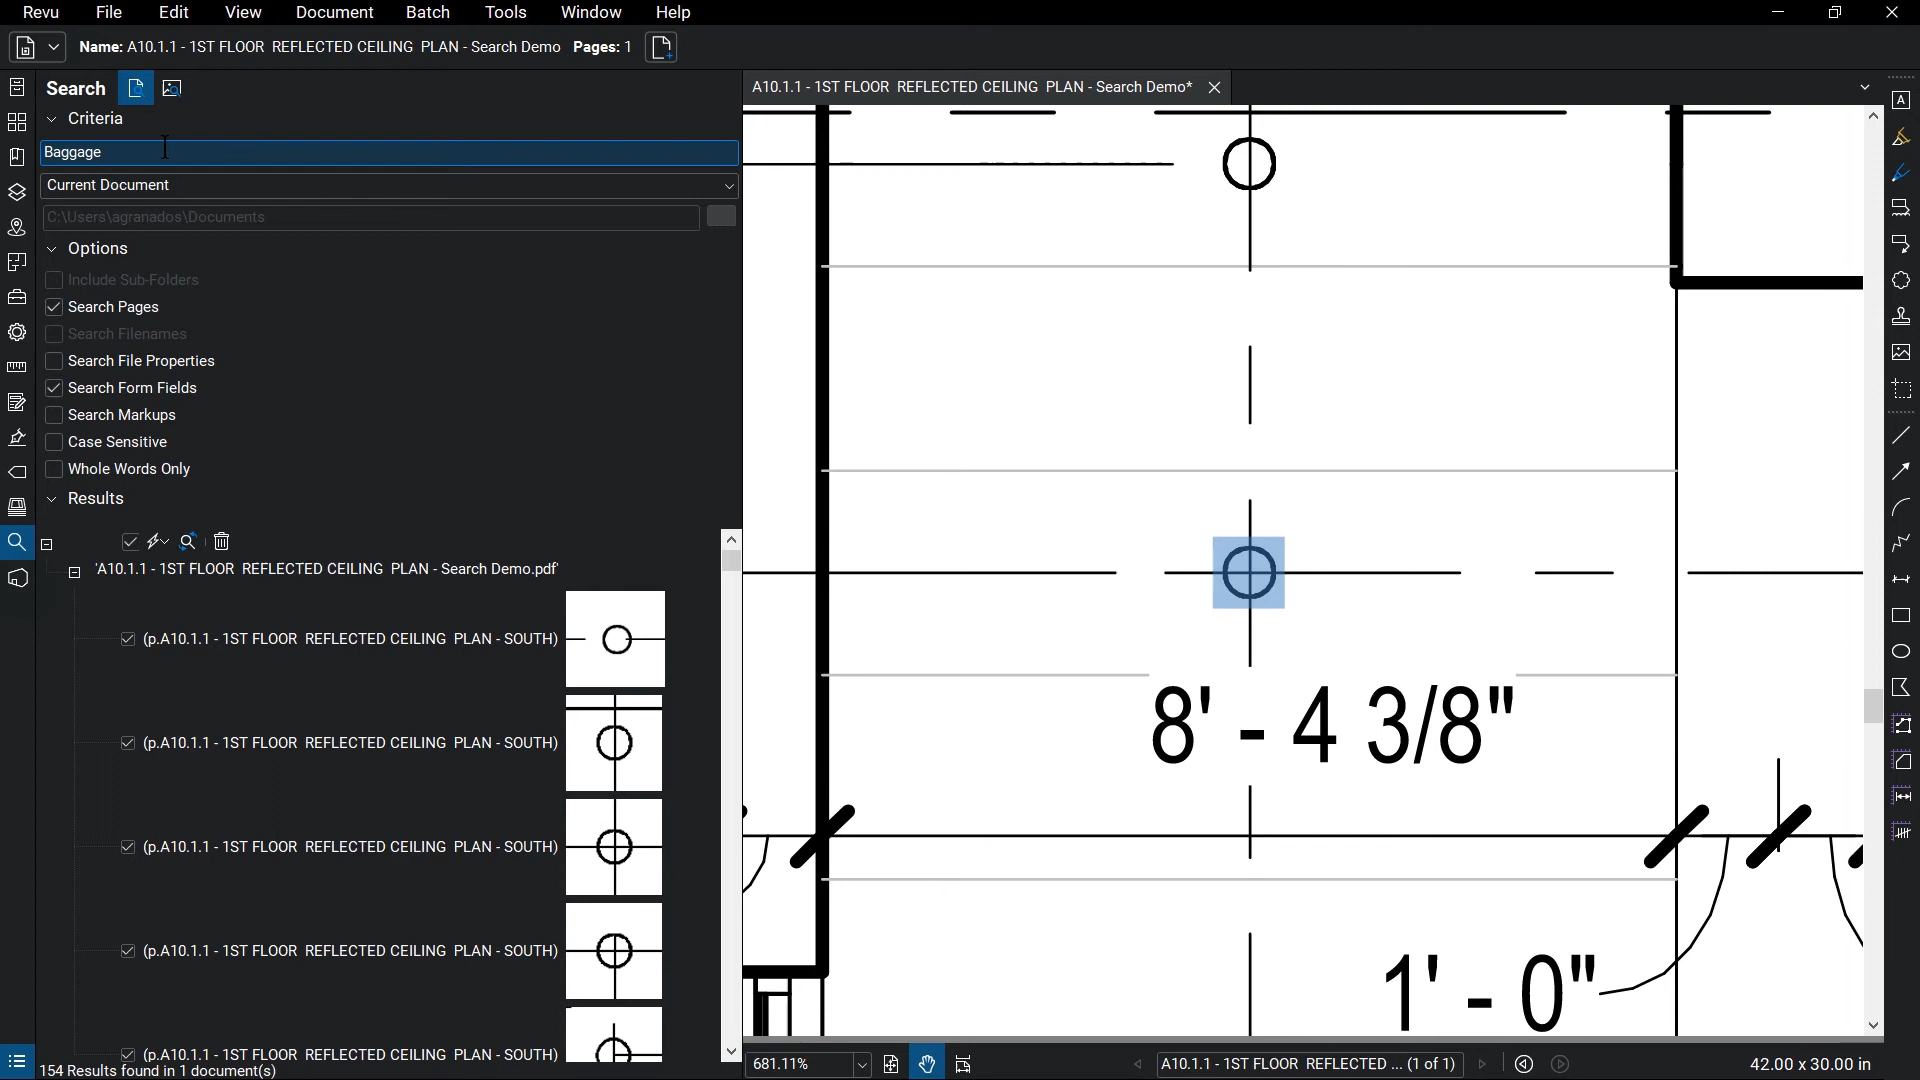 Revu File Edit View Document Batch Tools Window Help
Name: A10.1.1 - 1ST FLOOR REFLECTED CEILING PLAN - Search Demo Pages: 1
Search
A10.1.1 - 1ST FLOOR REFLECTED CEILING PLAN - Search Demo*
Criteria
Baggage
Current Document
C:\Users\agranados\Documents
Options
Include Sub-Folders
Search Pages
Search Filenames
Search File Properties
Search Form Fields
Search Markups
Case Sensitive
Whole Words Only
Results
'A10.1.1 - 1ST FLOOR REFLECTED CEILING PLAN - Search Demo.pdf'
(p.A10.1.1 - 1ST FLOOR REFLECTED CEILING PLAN - SOUTH)
(p.A10.1.1 - 1ST FLOOR REFLECTED CEILING PLAN - SOUTH)
(p.A10.1.1 - 1ST FLOOR REFLECTED CEILING PLAN - SOUTH)
(p.A10.1.1 - 1ST FLOOR REFLECTED CEILING PLAN - SOUTH)
(p.A10.1.1 - 1ST FLOOR REFLECTED CEILING PLAN - SOUTH)
154 Results found in 1 document(s)
8' - 4 3/8"
1' - 0"
681.11%
A10.1.1 - 1ST FLOOR REFLECTED ... (1 of 1)
42.00 x 30.00 in